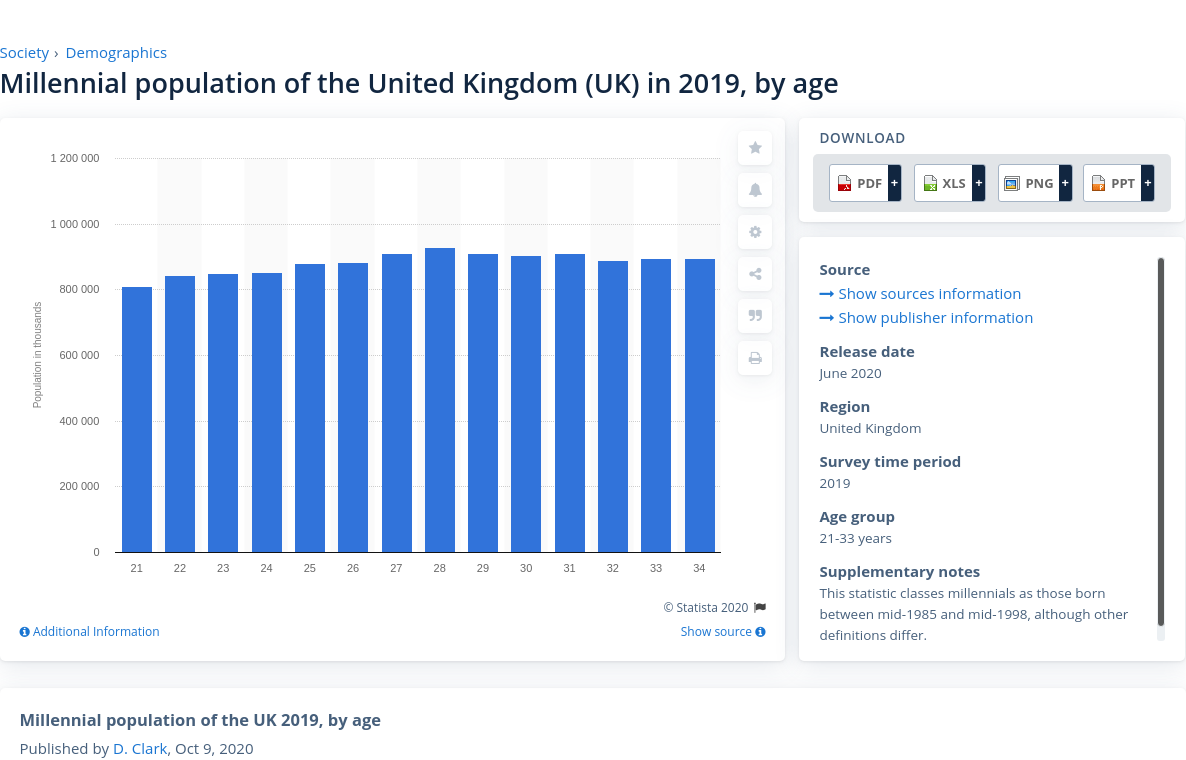 Society › Demographics
Millennial population of the United Kingdom (UK) in 2019, by age
1 200 000
1 000 000
800 000
600 000
400 000
200 000
0
Population in thousands
21 22 23 24 25 26 27 28 29 30 31 32 33 34
© Statista 2020
Additional Information
Show source
DOWNLOAD
PDF + XLS + PNG + PPT +
Source
Show sources information
Show publisher information
Release date
June 2020
Region
United Kingdom
Survey time period
2019
Age group
21-33 years
Supplementary notes
This statistic classes millennials as those born
between mid-1985 and mid-1998, although other
definitions differ.
Millennial population of the UK 2019, by age
Published by D. Clark, Oct 9, 2020